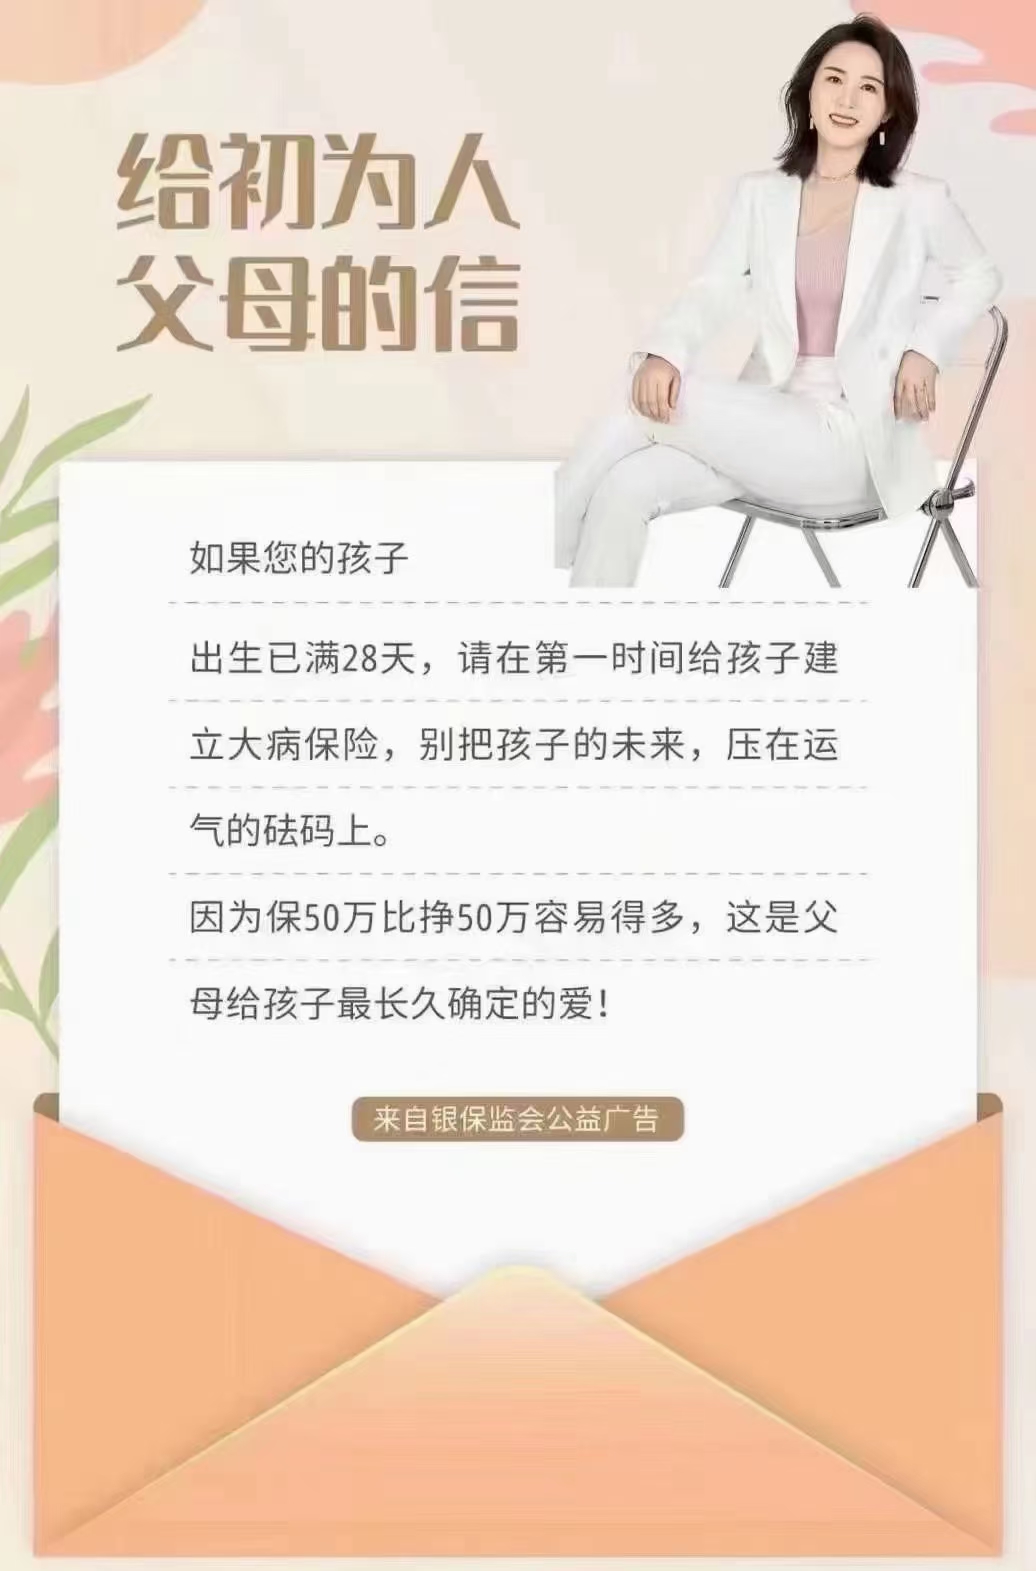 给初为人
父母的信
如果您的孩子
出生已满28天，请在第一时间给孩子建
立大病保险，别把孩子的未来，压在运
气的砝码上。
因为保50万比挣50万容易得多，这是父
母给孩子最长久确定的爱！
来自银保监会公益广告